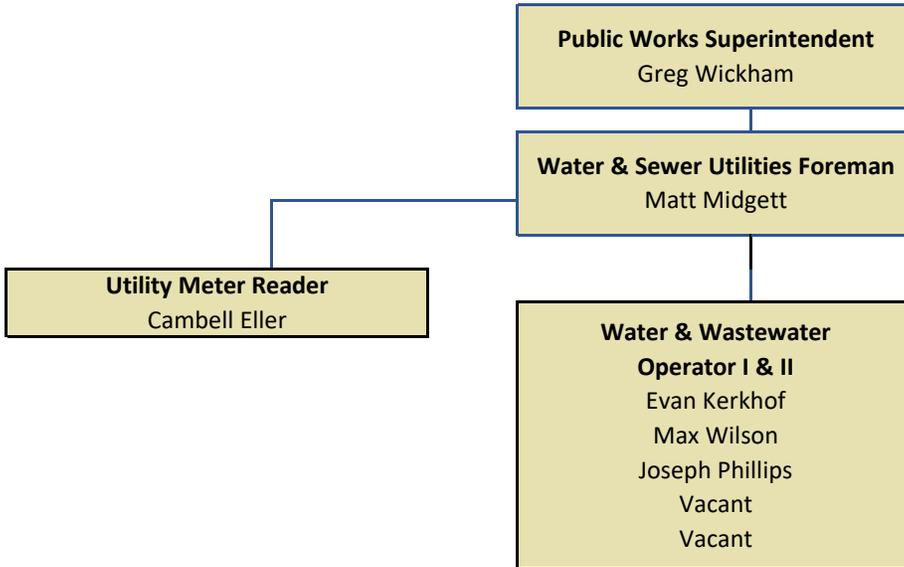 Public Works Superintendent
Greg Wickham
Water & Sewer Utilities Foreman
Matt Midgett
Utility Meter Reader
Cambell Eller
Water & Wastewater
Operator I & II
Evan Kerkhof
Max Wilson
Joseph Phillips
Vacant
Vacant